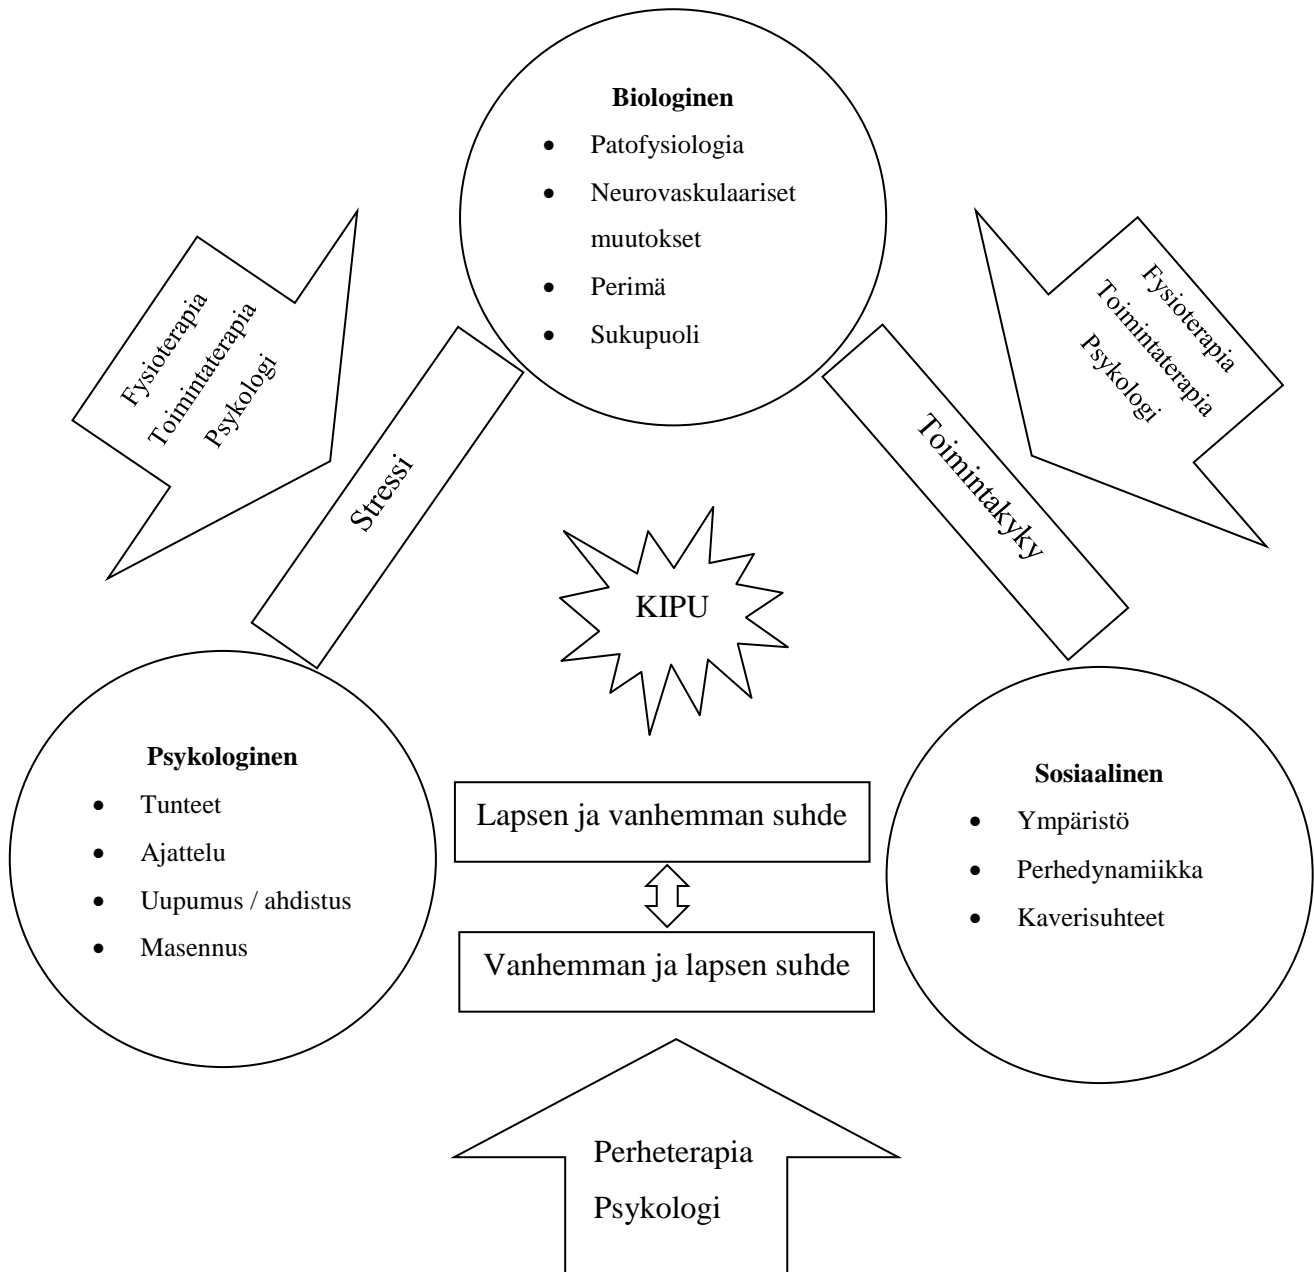 Biologinen
• Patofysiologia
• Neurovaskulaariset
muutokset
• Perimä
• Sukupuoli
Fysioterapia
Toimintaterapia
Psykologi
Fysioterapia
Toimintaterapia
Psykologi
Stressi
Toimintakyky
KIPU
Psykologinen
• Tunteet
• Ajattelu
• Uupumus / ahdistus
• Masennus
Lapsen ja vanhemman suhde
Vanhemman ja lapsen suhde
Sosiaalinen
• Ympäristö
• Perhedynamiikka
• Kaverisuhteet
Perheterapia
Psykologi